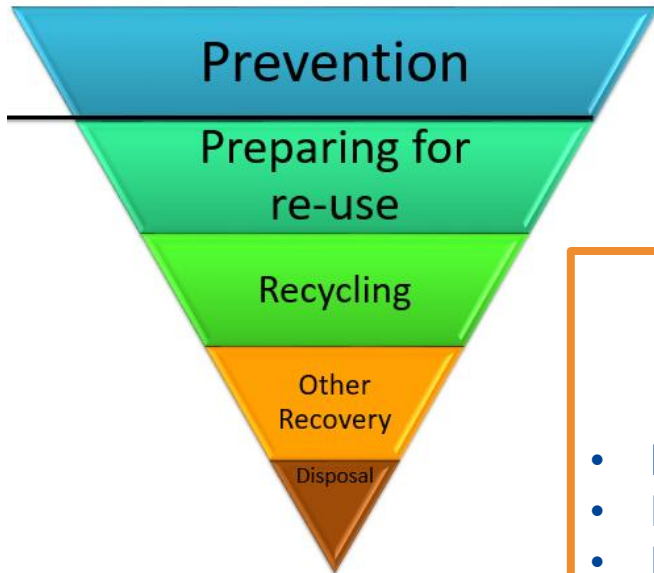 Prevention
Preparing for
re-use
Recycling
Other
Recovery
Disposal